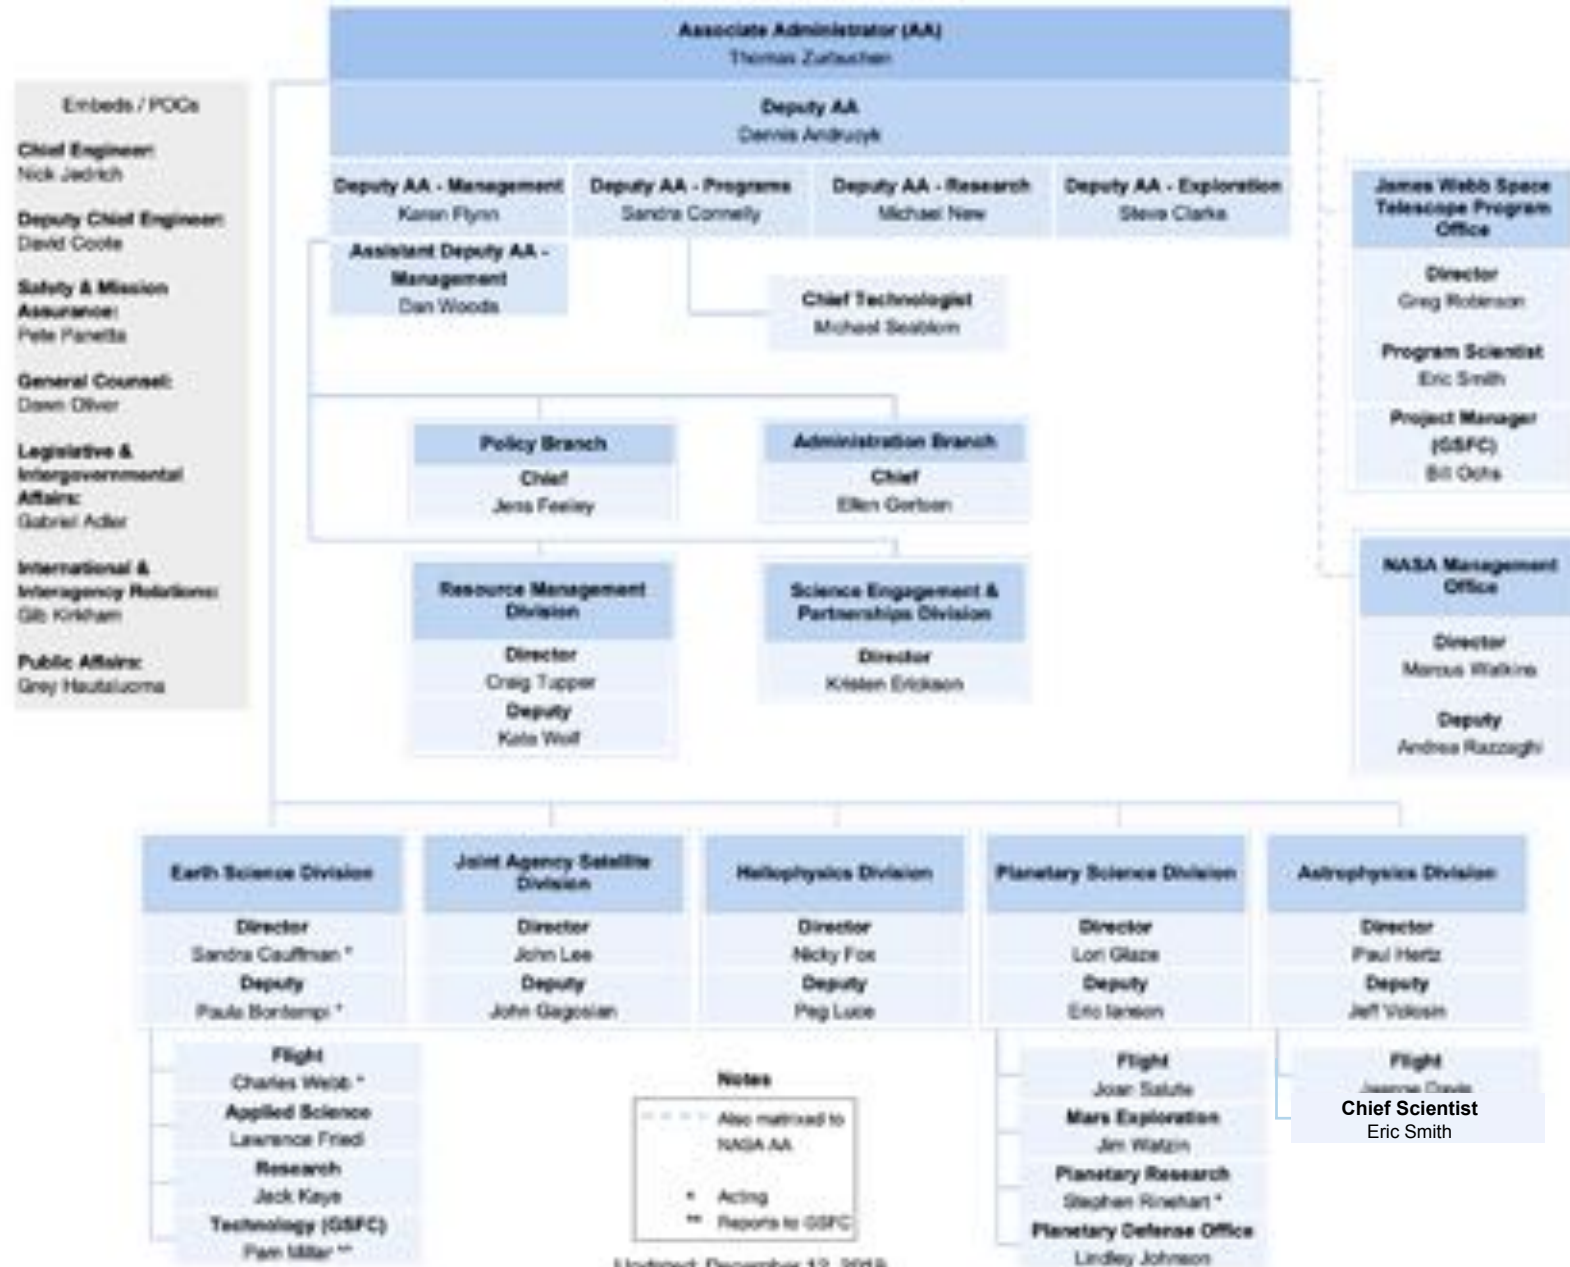 Associate Administrator (AA)
Thomas Zurbuchen
Deputy AA
Dennis Andrucyk
Deputy AA - Management
Karen Flynn
Deputy AA - Programs
Sandra Connelly
Deputy AA - Research
Michael New
Deputy AA - Exploration
Steve Clarke
Assistant Deputy AA -
Management
Dan Woods
Chief Technologist
Michael Seablom
Embeds / POCs
Chief Engineer:
Nick Jedrich
Deputy Chief Engineer:
David Coote
Safety & Mission
Assurance:
Pete Panetta
General Counsel:
Dawn Oliver
Legislative &
Intergovernmental
Affairs:
Gabriel Adler
International &
Interagency Relations:
Gib Kirkham
Public Affairs:
Grey Hautaluoma
James Webb Space
Telescope Program
Office
Director
Greg Robinson
Program Scientist
Eric Smith
Project Manager
(GSFC)
Bill Ochs
NASA Management
Office
Director
Marcus Watkins
Deputy
Andrea Razzaghi
Policy Branch
Chief
Jens Feeley
Administration Branch
Chief
Ellen Gertsen
Resource Management
Division
Director
Craig Tupper
Deputy
Kate Wolf
Science Engagement &
Partnerships Division
Director
Kristen Erickson
Earth Science Division
Director
Sandra Cauffman *
Deputy
Paula Bontempi *
Flight
Charles Webb *
Applied Science
Lawrence Friedl
Research
Jack Kaye
Technology (GSFC)
Pam Millar **
Joint Agency Satellite
Division
Director
John Lee
Deputy
John Gagosian
Heliophysics Division
Director
Nicky Fox
Deputy
Peg Luce
Planetary Science Division
Director
Lori Glaze
Deputy
Eric Ianson
Flight
Joan Salute
Mars Exploration
Jim Watzin
Planetary Research
Stephen Rinehart *
Planetary Defense Office
Lindley Johnson
Astrophysics Division
Director
Paul Hertz
Deputy
Jeff Volosin
Flight
Jeanne Davis
Chief Scientist
Eric Smith
Notes
Also matrixed to
NASA AA
* Acting
** Reports to GSFC
Updated: December 12, 2019